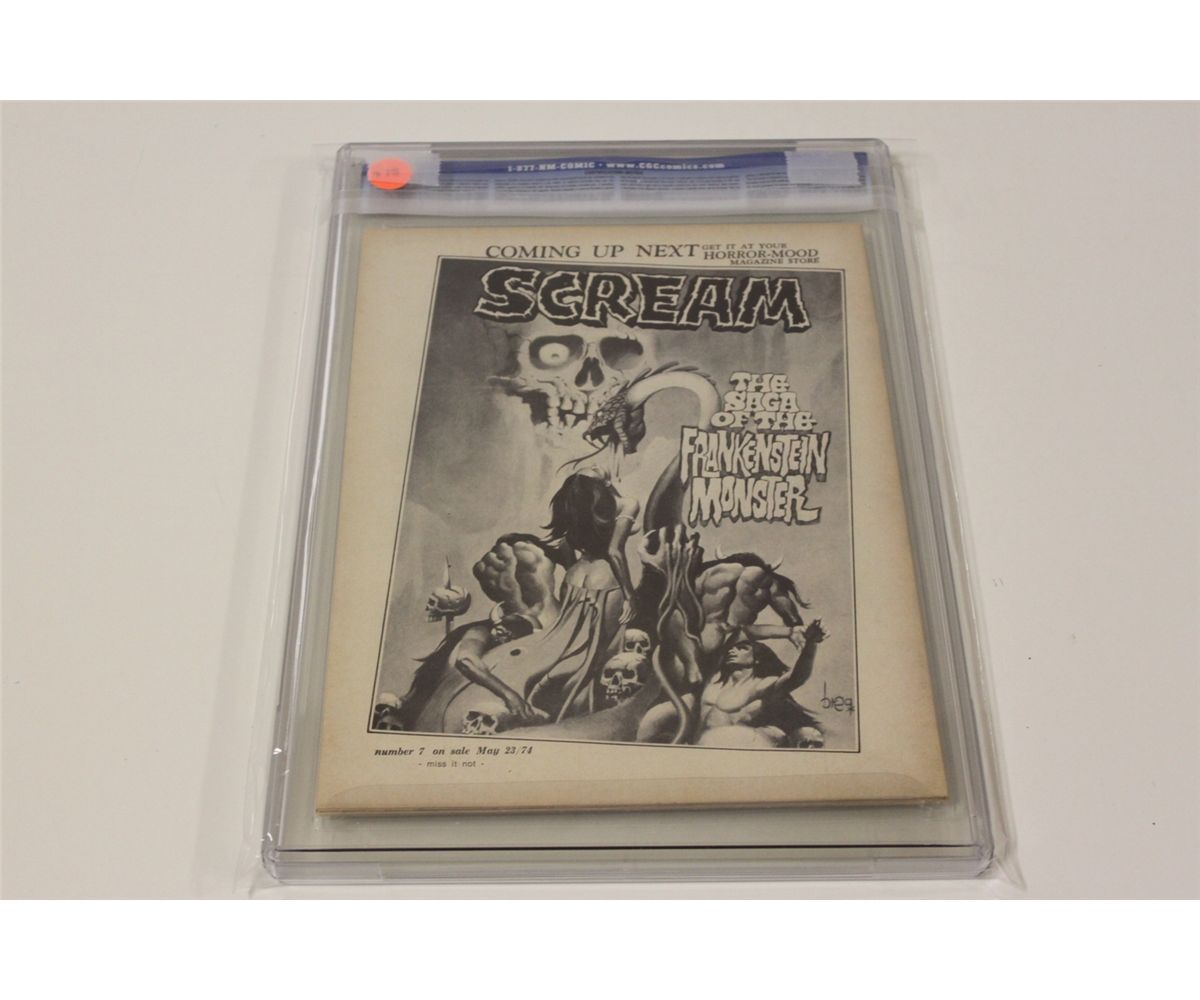 1-877-NM-COMIC • www.CGCcomics.com
COMING UP NEXT
GET IT AT YOUR
HORROR-MOOD
MAGAZINE STORE
SCREAM
THE
SAGA
OF THE
FRANKENSTEIN
MONSTER
number 7 on sale May 23/74
- miss it not -